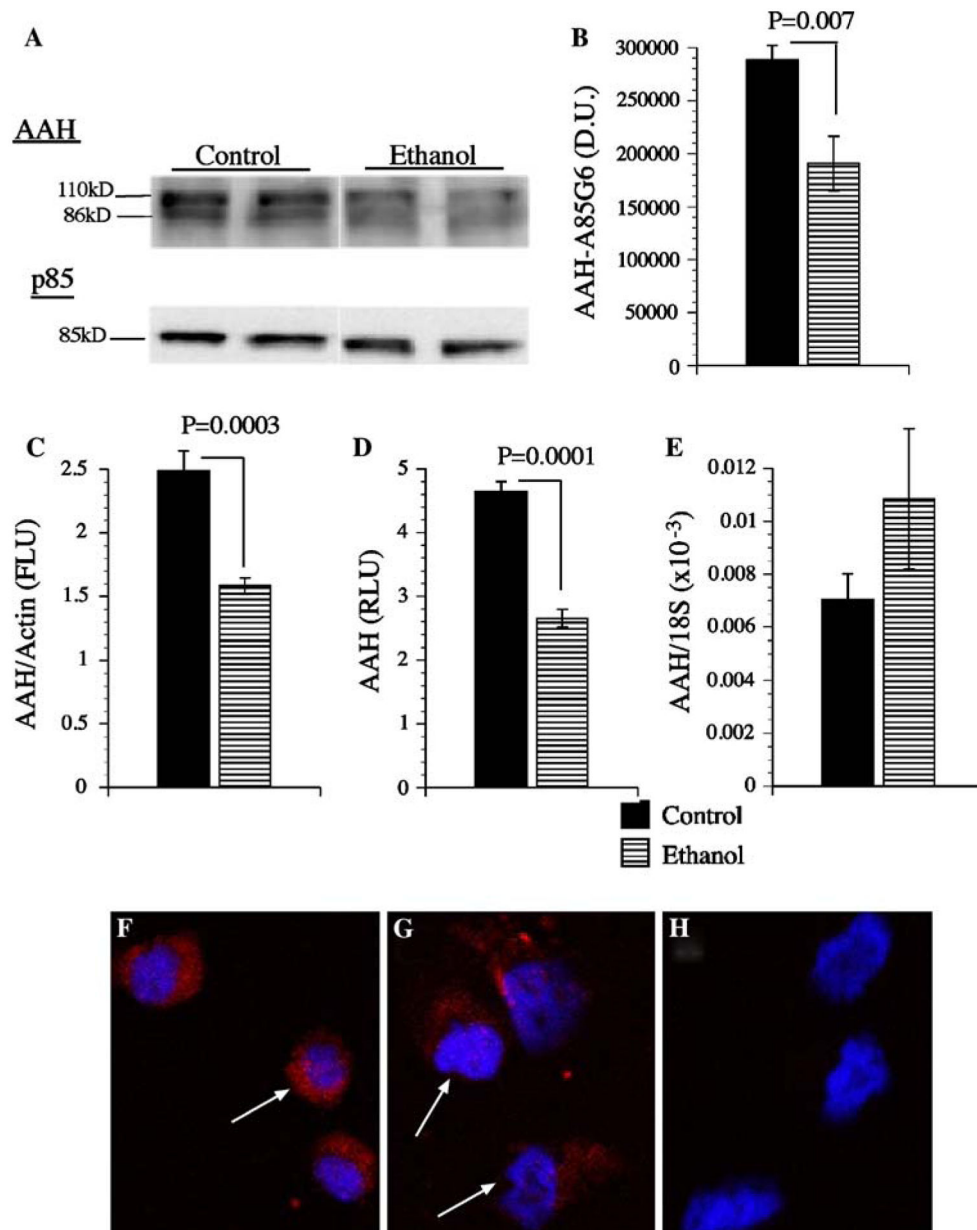 A
AAH
Control Ethanol
110kD
86kD
p85
85kD
B
P=0.007
AAH-A85G6 (D.U.)
300000
250000
200000
150000
100000
50000
0
C
P=0.0003
AAH/Actin (FLU)
2.5
2
1.5
1
0.5
0
D
P=0.0001
AAH (RLU)
5
4
3
2
1
0
E
AAH/18S (x10⁻³)
0.012
0.01
0.008
0.006
0.004
0.002
0
Control
Ethanol
F
G
H